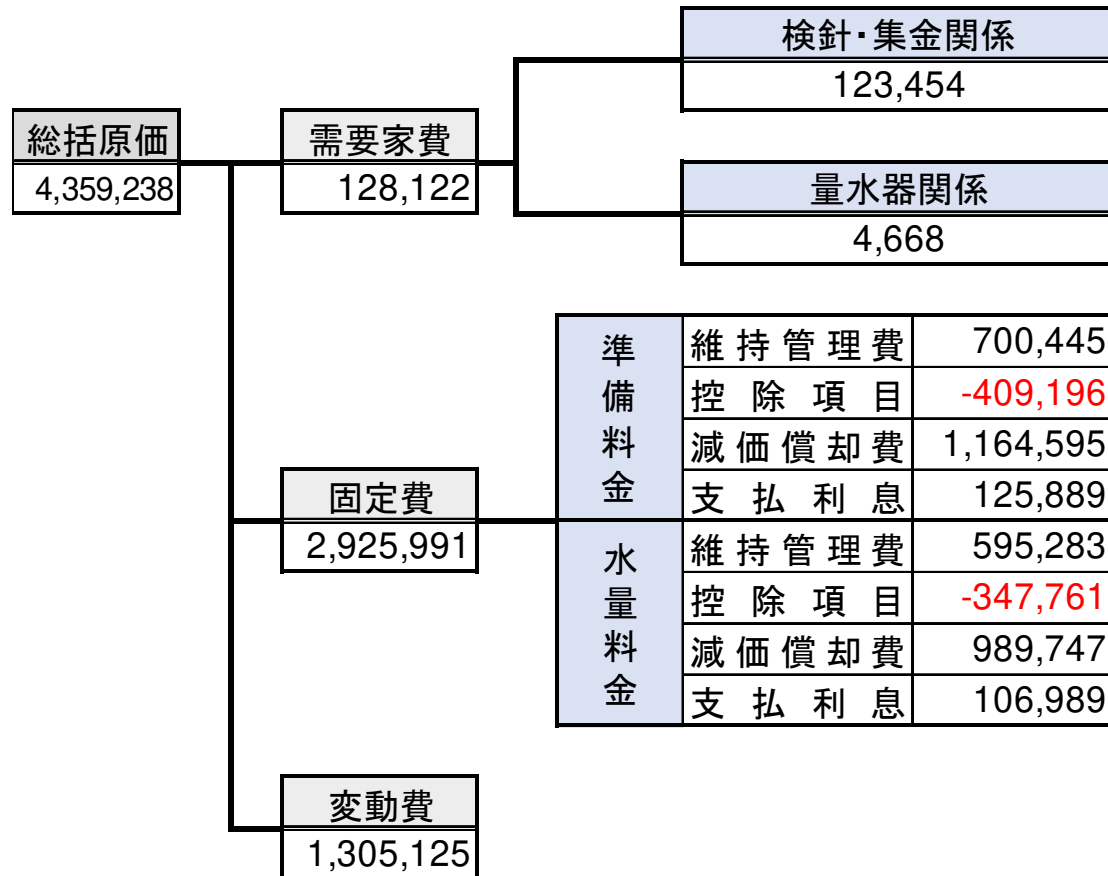 検針・集金関係
123,454
総括原価
4,359,238
需要家費
128,122
量水器関係
4,668
準備料金
維持管理費 700,445
控除項目 -409,196
減価償却費 1,164,595
支払利息 125,889
固定費
2,925,991
水量料金
維持管理費 595,283
控除項目 -347,761
減価償却費 989,747
支払利息 106,989
変動費
1,305,125